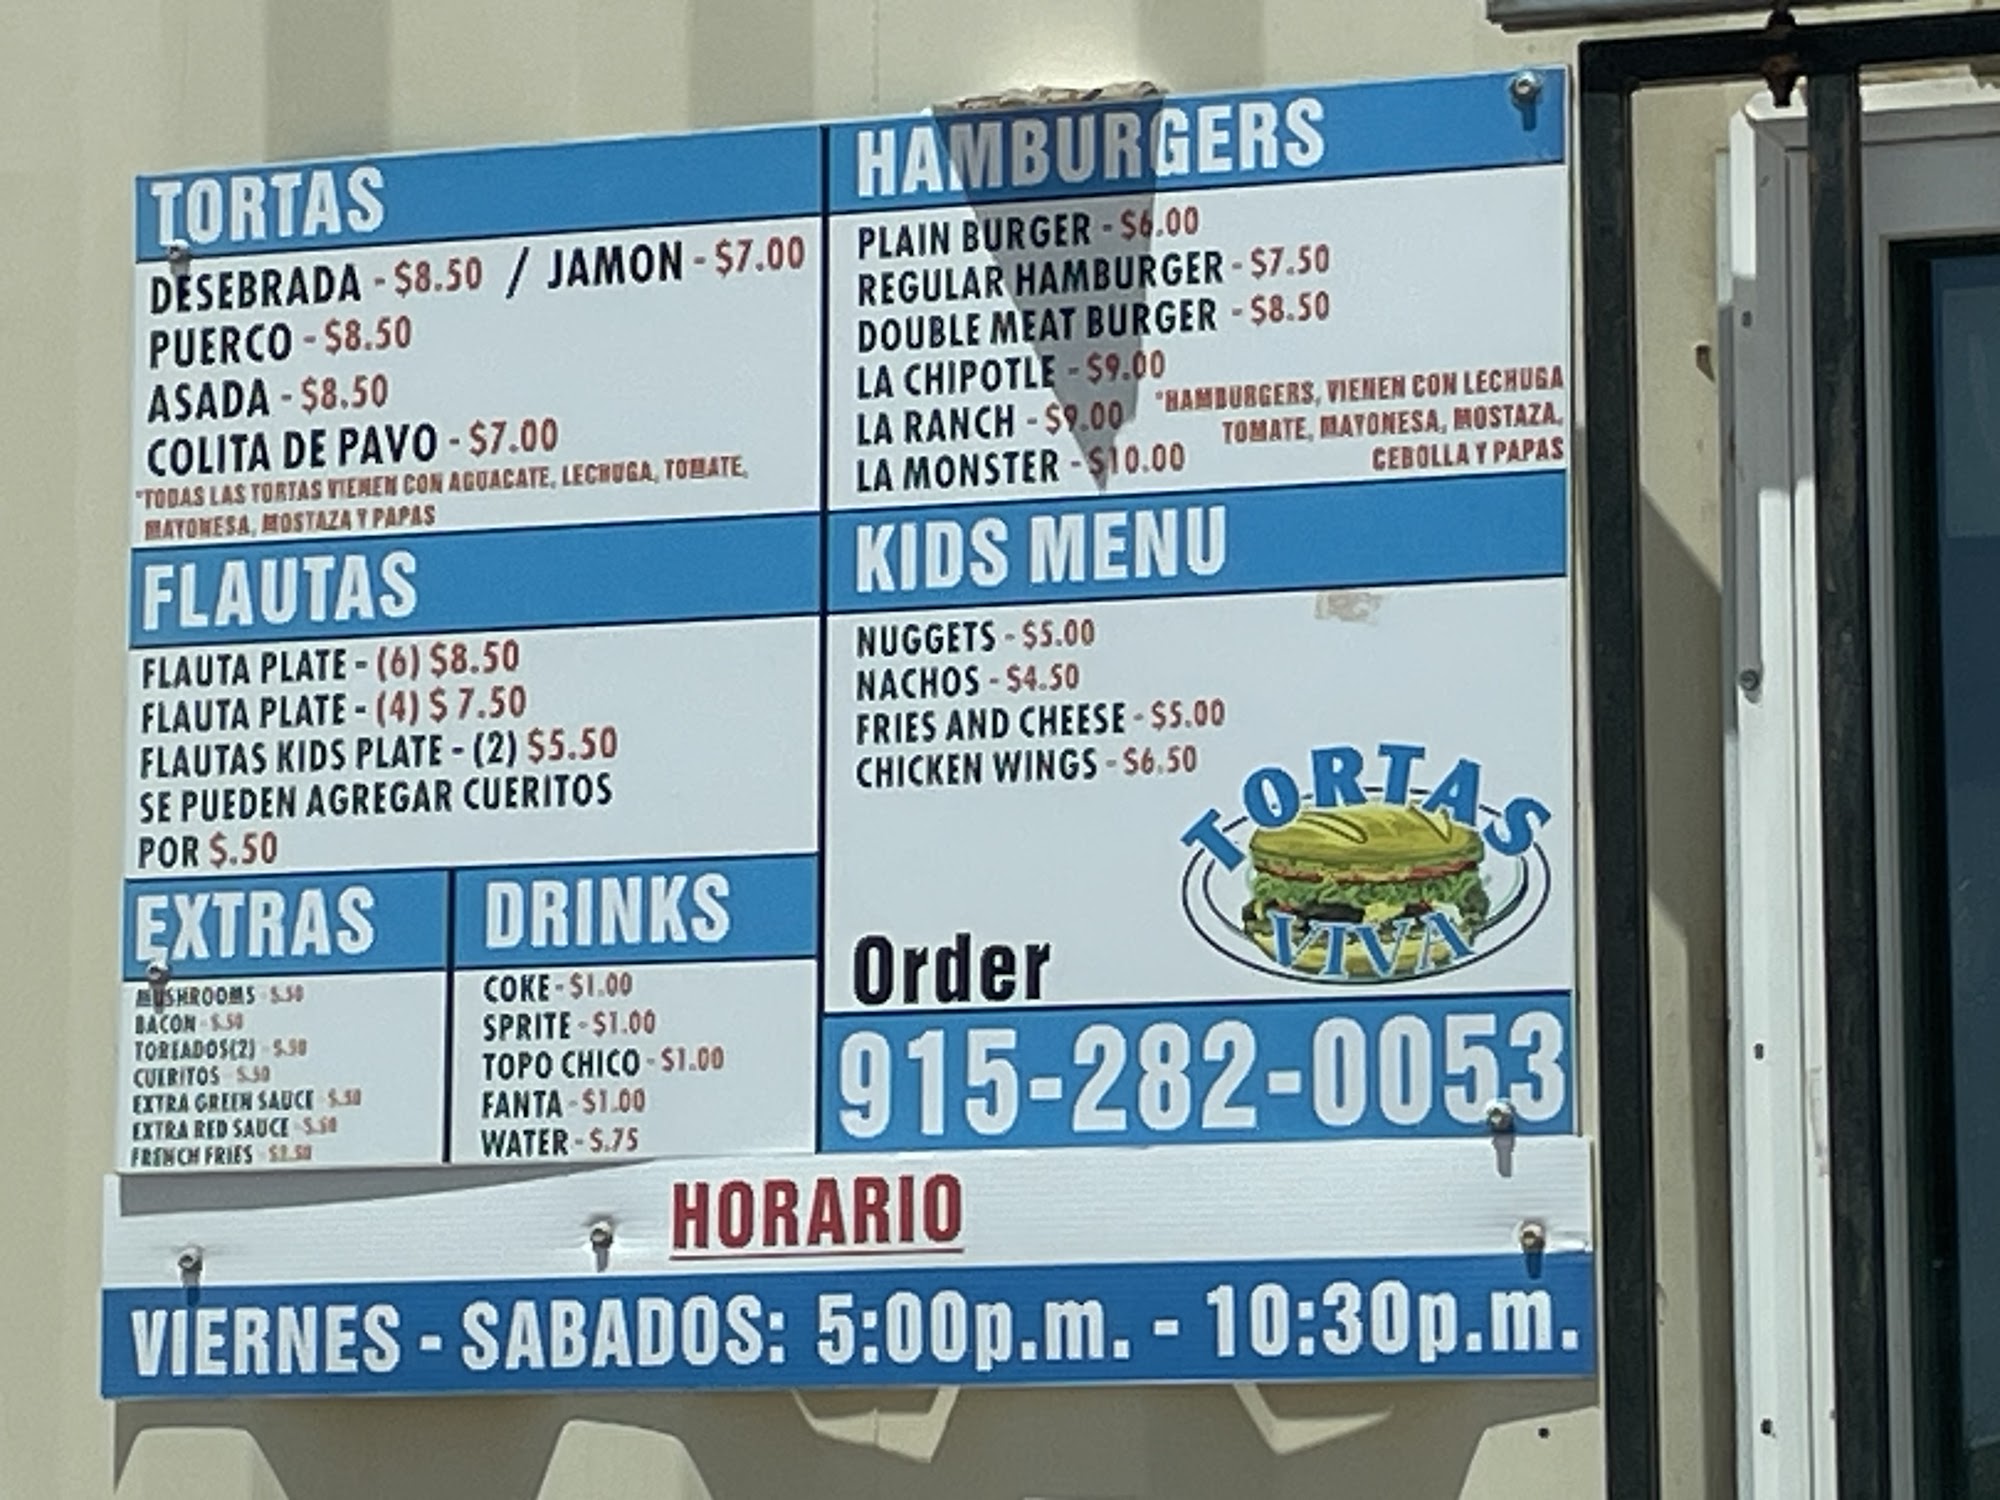 TORTAS
DESEBRADA - $8.50 / JAMON - $7.00
PUERCO - $8.50
ASADA - $8.50
COLITA DE PAVO - $7.00
*TODAS LAS TORTAS VIENEN CON AGUACATE, LECHUGA, TOMATE,
MAYONESA, MOSTAZA Y PAPAS
FLAUTAS
FLAUTA PLATE - (6) $8.50
FLAUTA PLATE - (4) $ 7.50
FLAUTAS KIDS PLATE - (2) $5.50
SE PUEDEN AGREGAR CUERITOS
POR $.50
EXTRAS
MUSHROOMS - $.50
BACON - $.50
TOREADOS(2) - $.50
CUERITOS - $.50
EXTRA GREEN SAUCE - $.50
EXTRA RED SAUCE - $.50
FRENCH FRIES
DRINKS
COKE - $1.00
SPRITE - $1.00
TOPO CHICO - $1.00
FANTA - $1.00
WATER - $.75
HAMBURGERS
PLAIN BURGER - $6.00
REGULAR HAMBURGER - $7.50
DOUBLE MEAT BURGER - $8.50
LA CHIPOTLE - $9.00
LA RANCH - $9.00
LA MONSTER - $10.00
*HAMBURGERS, VIENEN CON LECHUGA
TOMATE, MAYONESA, MOSTAZA,
CEBOLLA Y PAPAS
KIDS MENU
NUGGETS - $5.00
NACHOS - $4.50
FRIES AND CHEESE - $5.00
CHICKEN WINGS - $6.50
TORTAS
VIVA
Order
915-282-0053
HORARIO
VIERNES - SABADOS: 5:00p.m. - 10:30p.m.